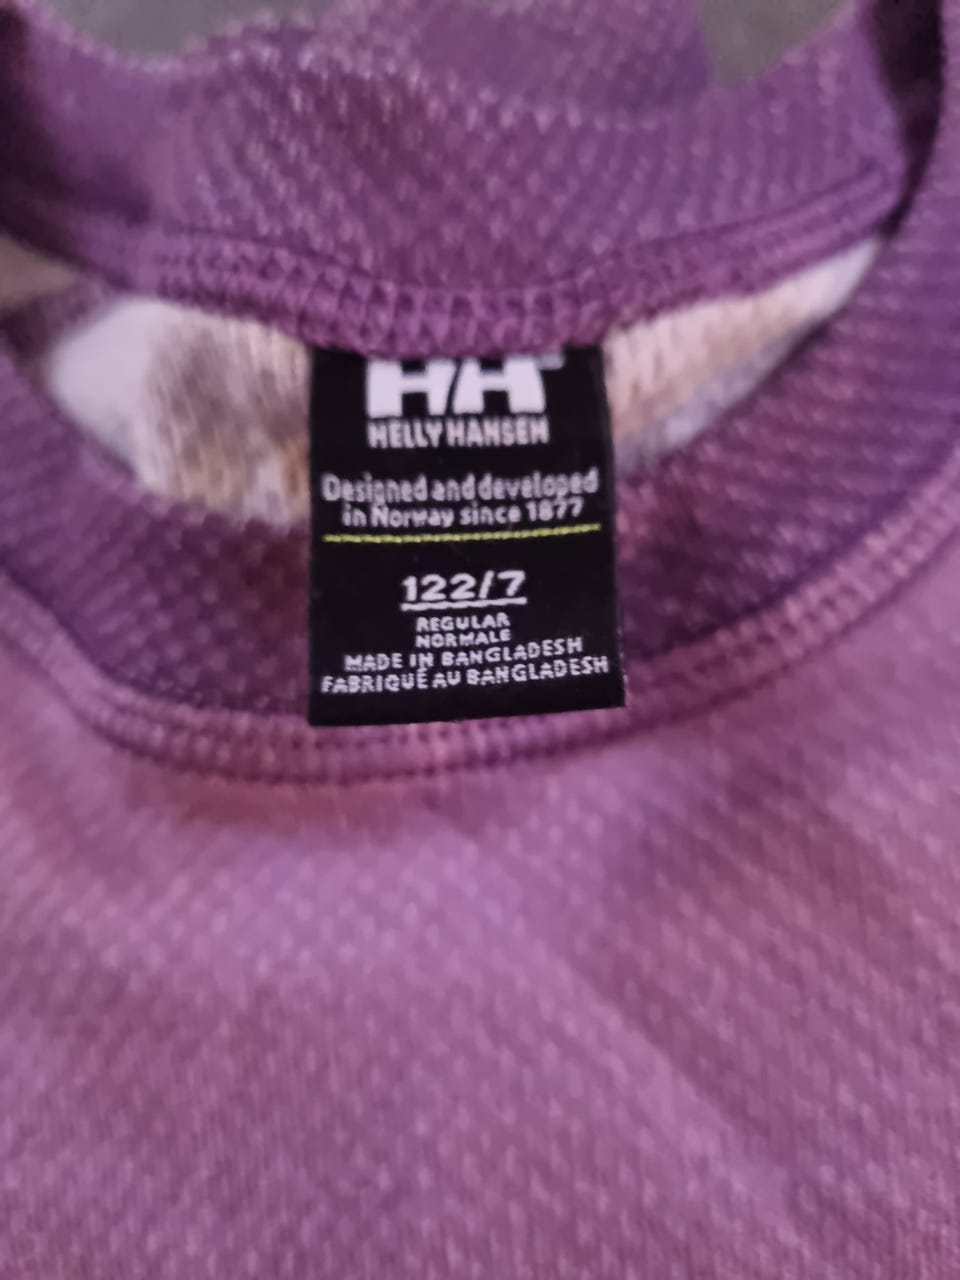 HH
HELLY HANSEN
Designed and developed
in Norway since 1877
122/7
REGULAR
NORMALE
MADE IN BANGLADESH
FABRIQUÉ AU BANGLADESH